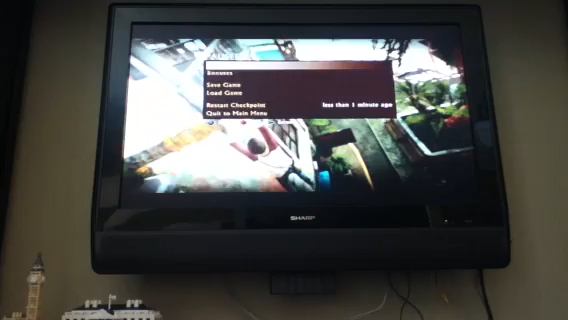 Bonuses
Save Game
Load Game
Restart Checkpoint less than 1 minute ago
Quit to Main Menu
SHARP